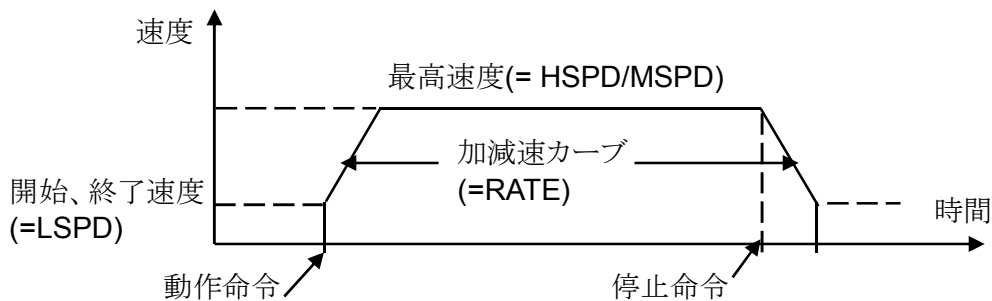 速度
最高速度(= HSPD/MSPD)
加減速カーブ
(=RATE)
開始、終了速度
(=LSPD)
時間
動作命令
停止命令